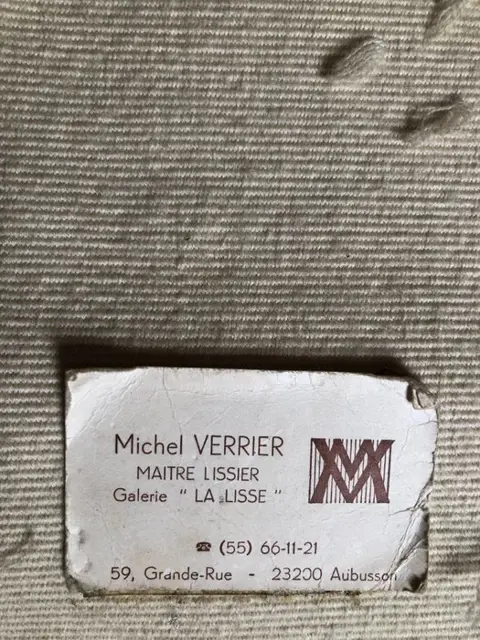 Michel VERRIER
MAITRE LISSIER
Galerie " LA LISSE "
☎ (55) 66-11-21
59, Grande-Rue - 23200 Aubusson